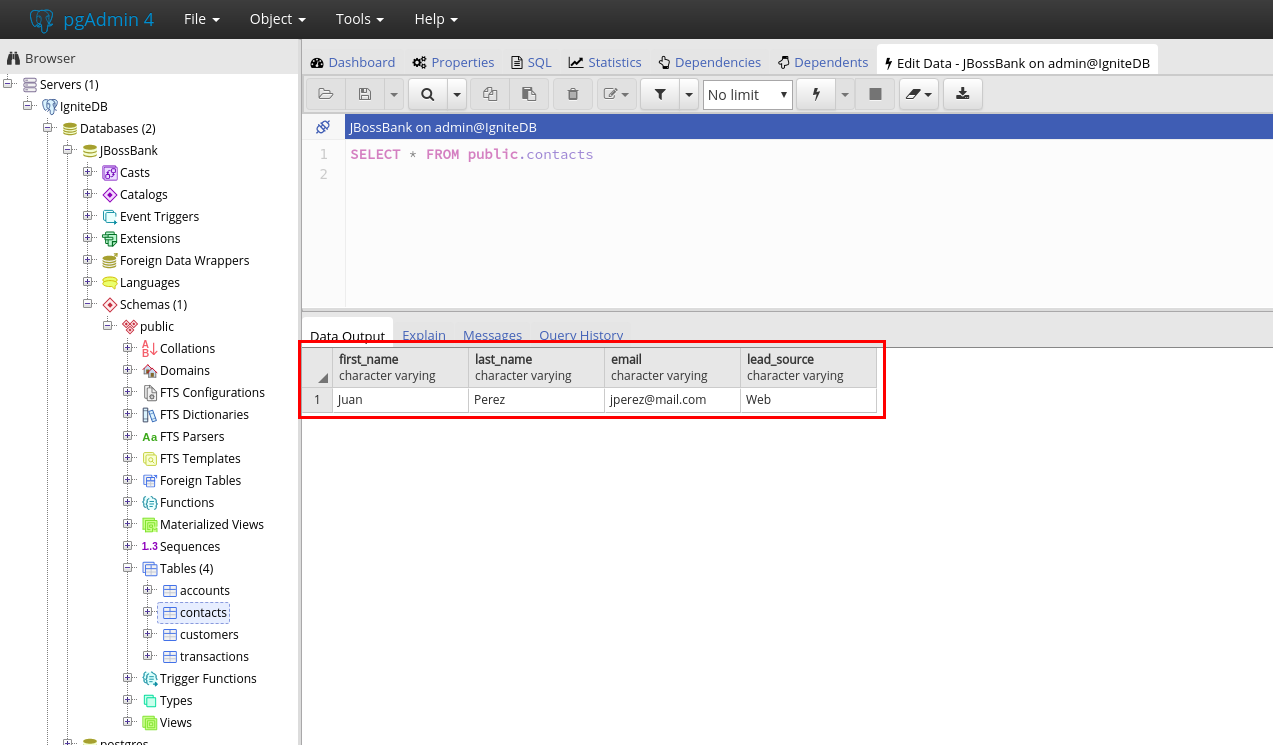 pgAdmin 4 File Object Tools Help
Browser
Servers (1)
IgniteDB
Databases (2)
JBossBank
Casts
Catalogs
Event Triggers
Extensions
Foreign Data Wrappers
Languages
Schemas (1)
public
Collations
Domains
FTS Configurations
FTS Dictionaries
Aa FTS Parsers
FTS Templates
Foreign Tables
Functions
Materialized Views
1..3 Sequences
Tables (4)
accounts
contacts
customers
transactions
Trigger Functions
Types
Views
postgres
Dashboard Properties SQL Statistics Dependencies Dependents Edit Data - JBossBank on admin@IgniteDB
No limit
JBossBank on admin@IgniteDB
1 SELECT * FROM public.contacts
2
Data Output Explain Messages Query History
first_name last_name email lead_source
character varying character varying character varying character varying
1 Juan Perez jperez@mail.com Web